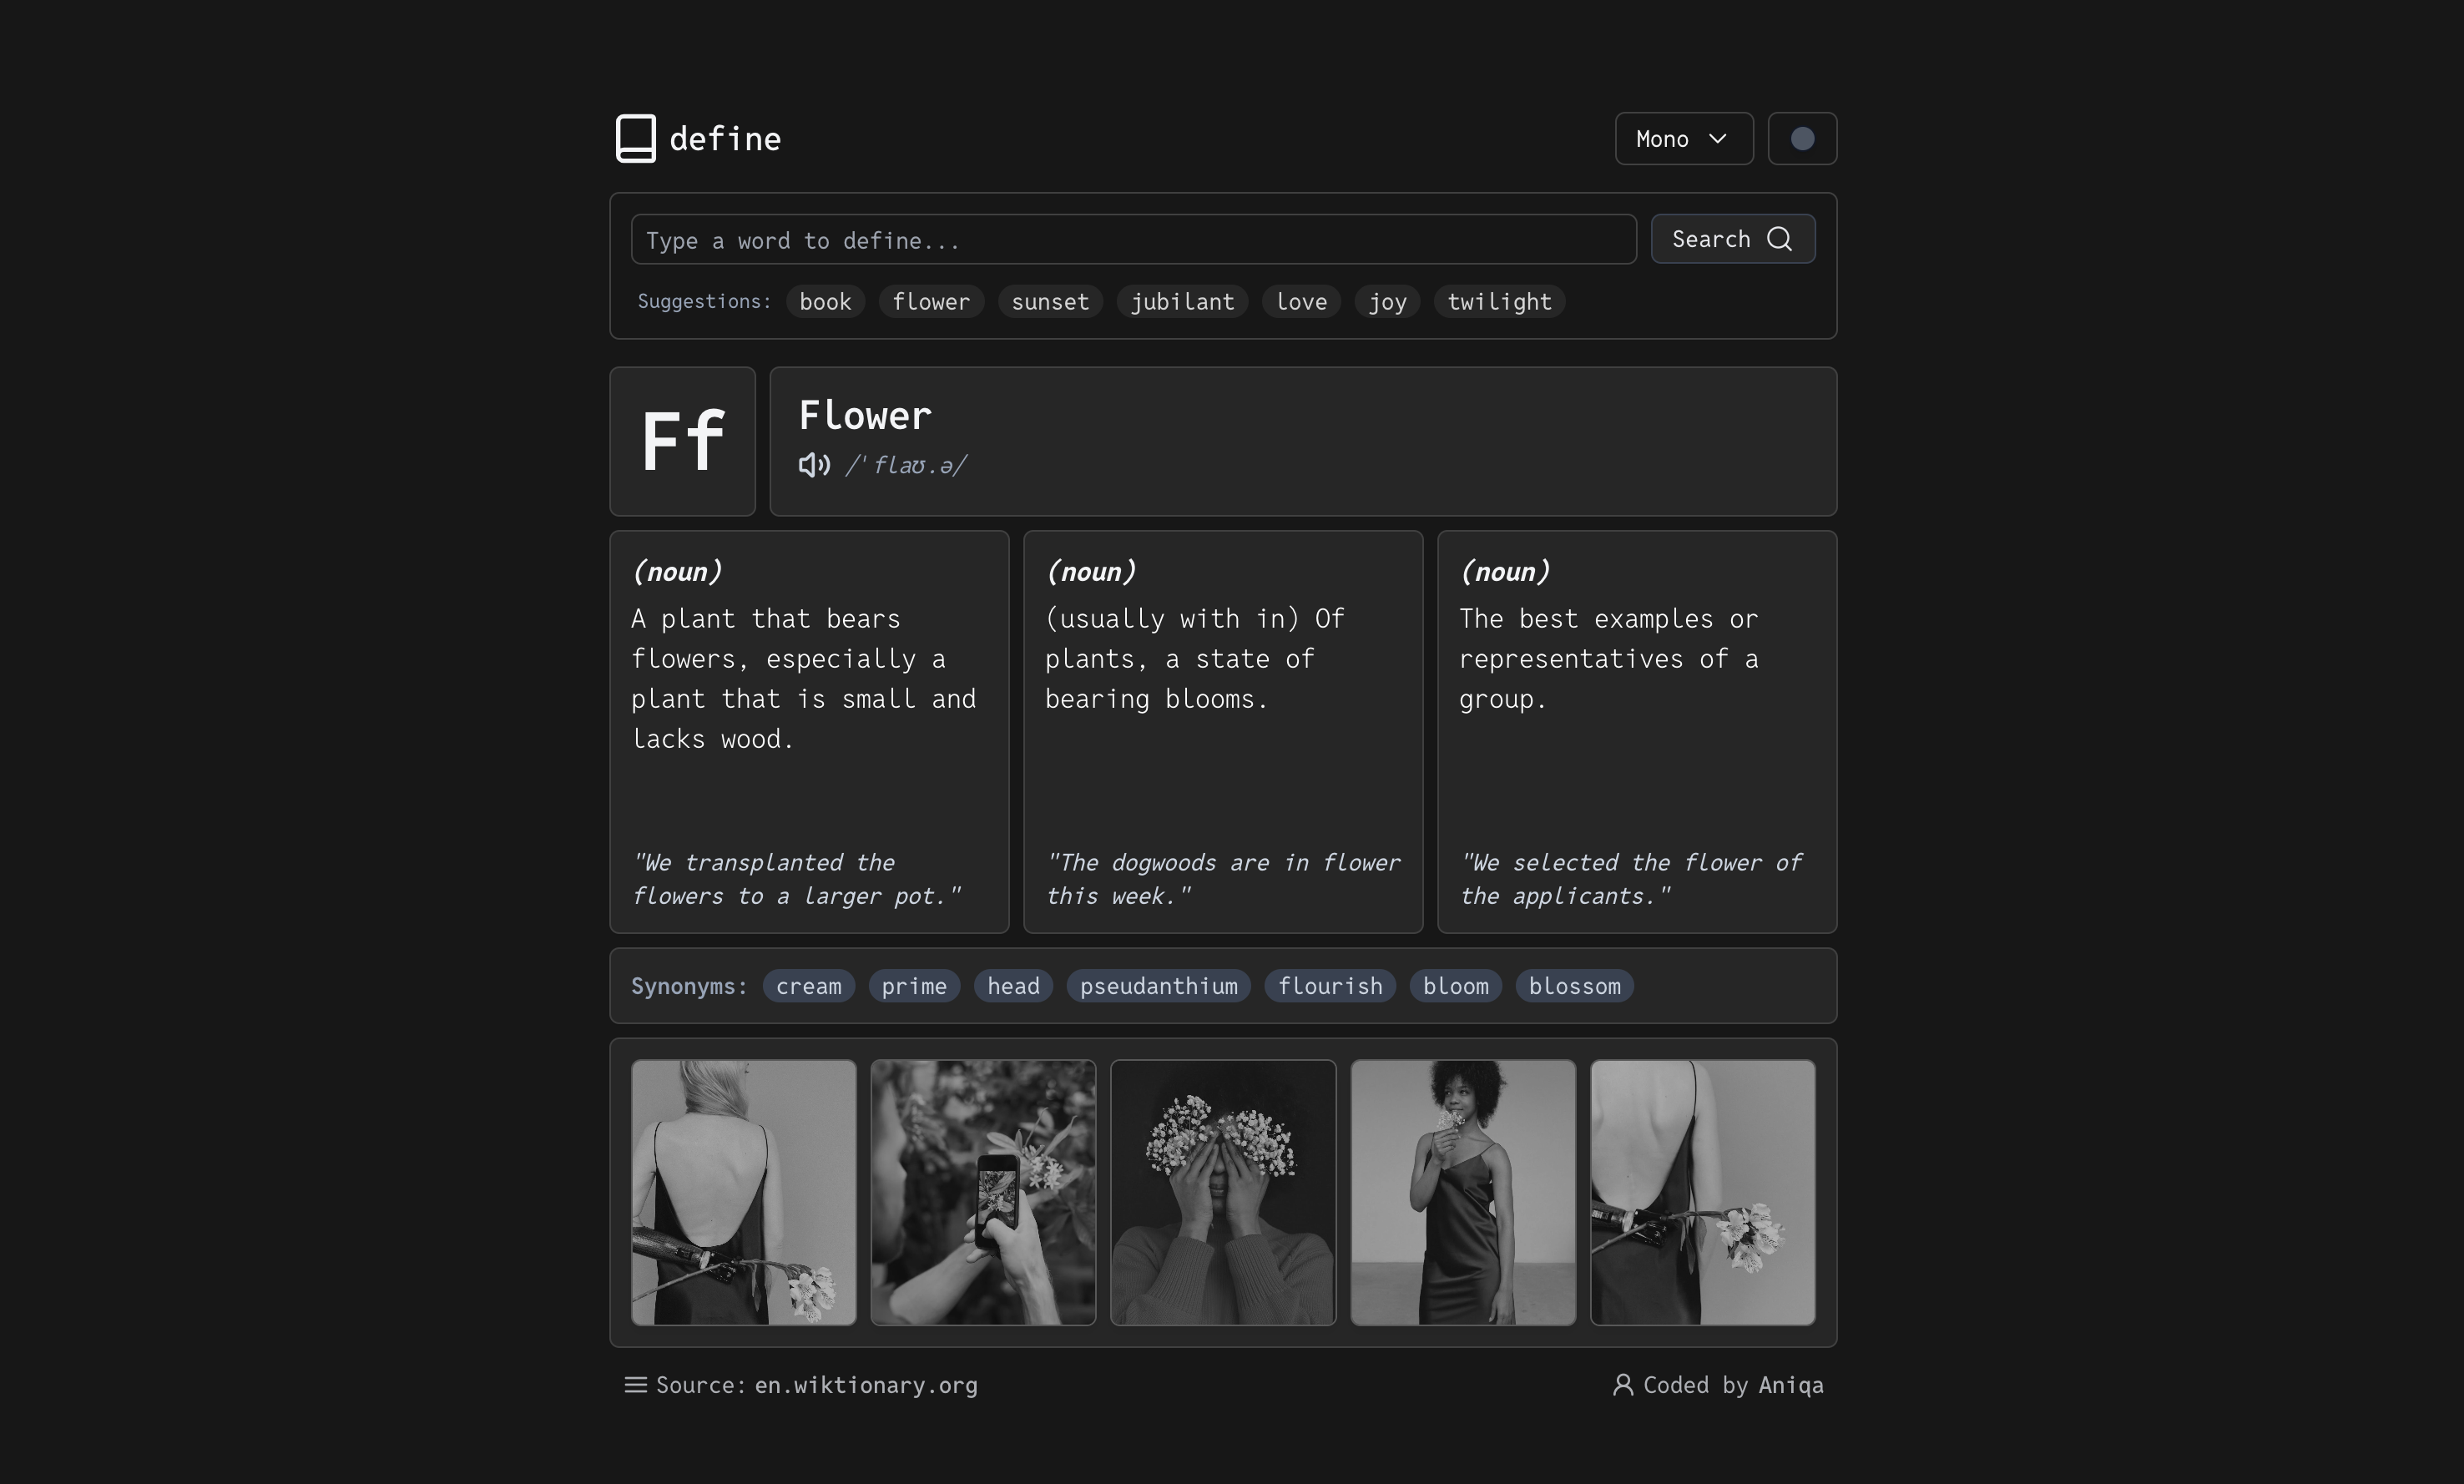 define
Mono
Type a word to define...
Search
Suggestions: book flower sunset jubilant love joy twilight
Ff
Flower
/ˈflaʊ.ə/
(noun)
A plant that bears
flowers, especially a
plant that is small and
lacks wood.
"We transplanted the
flowers to a larger pot."
(noun)
(usually with in) Of
plants, a state of
bearing blooms.
"The dogwoods are in flower
this week."
(noun)
The best examples or
representatives of a
group.
"We selected the flower of
the applicants."
Synonyms: cream prime head pseudanthium flourish bloom blossom
Source: en.wiktionary.org
Coded by Aniqa